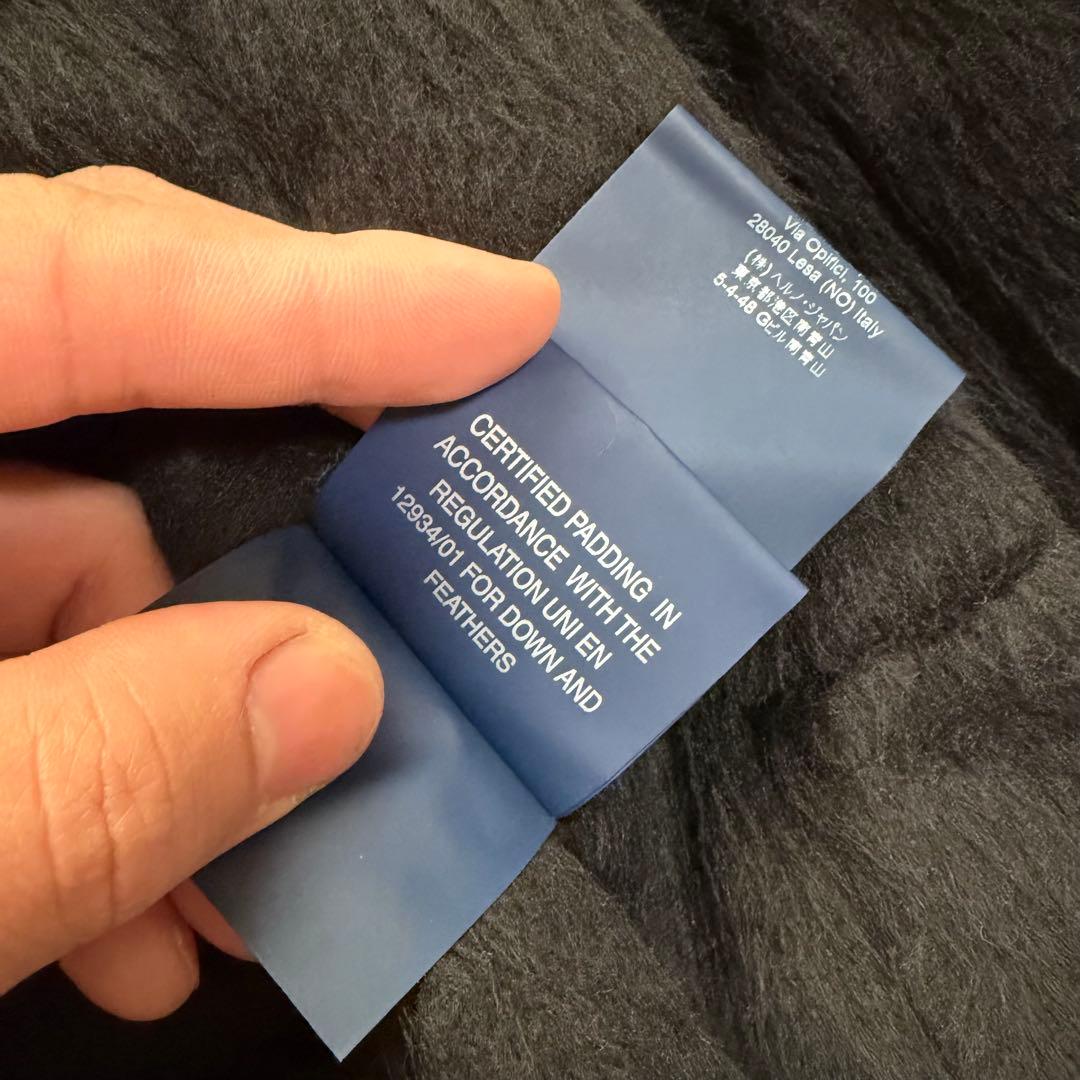 Via Opifici, 100
28040 Lesa (NO) Italy
(株)ヘルノ・ジャパン
東京都港区南青山
5-4-48 Gビル南青山
CERTIFIED PADDING IN
ACCORDANCE WITH THE
REGULATION UNI EN
12934/01 FOR DOWN AND
FEATHERS